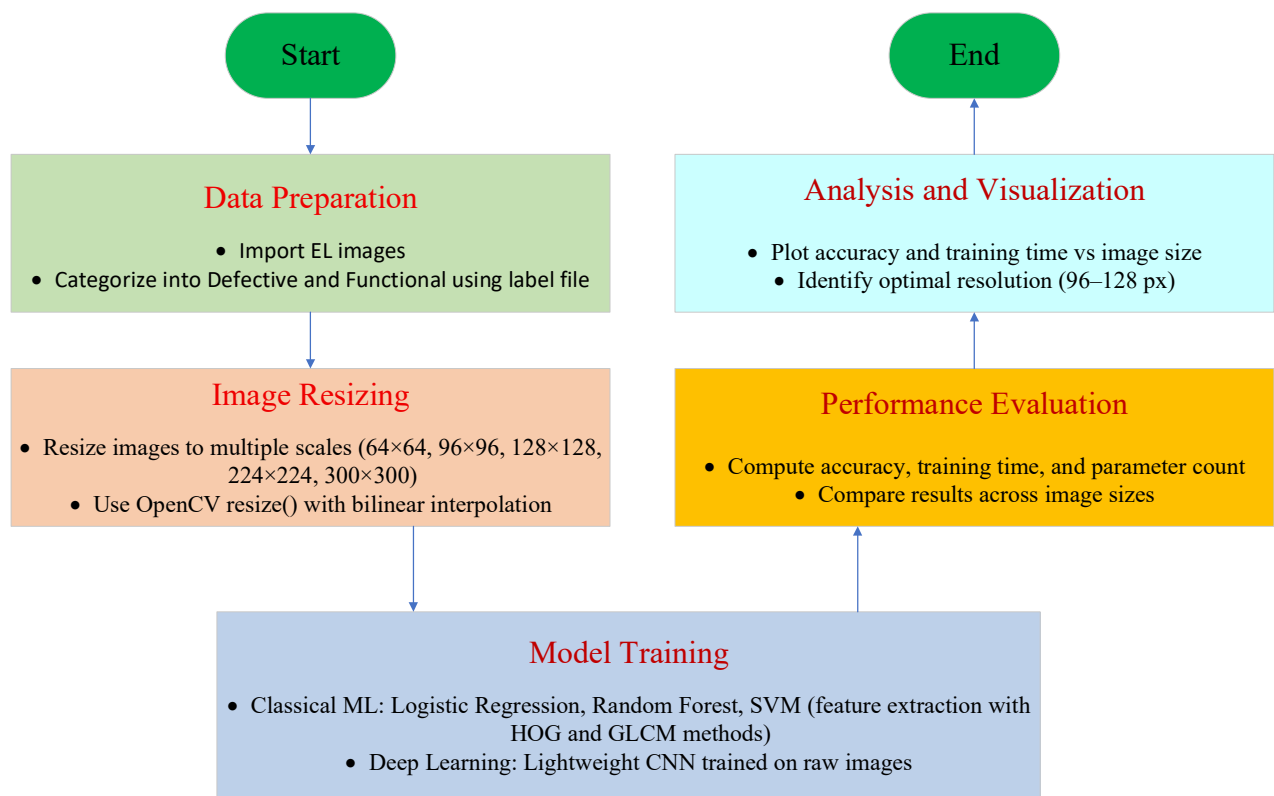 Start
Data Preparation
• Import EL images
• Categorize into Defective and Functional using label file
Image Resizing
• Resize images to multiple scales (64×64, 96×96, 128×128,
224×224, 300×300)
• Use OpenCV resize() with bilinear interpolation
Model Training
• Classical ML: Logistic Regression, Random Forest, SVM (feature extraction with
HOG and GLCM methods)
• Deep Learning: Lightweight CNN trained on raw images
Performance Evaluation
• Compute accuracy, training time, and parameter count
• Compare results across image sizes
Analysis and Visualization
• Plot accuracy and training time vs image size
• Identify optimal resolution (96–128 px)
End